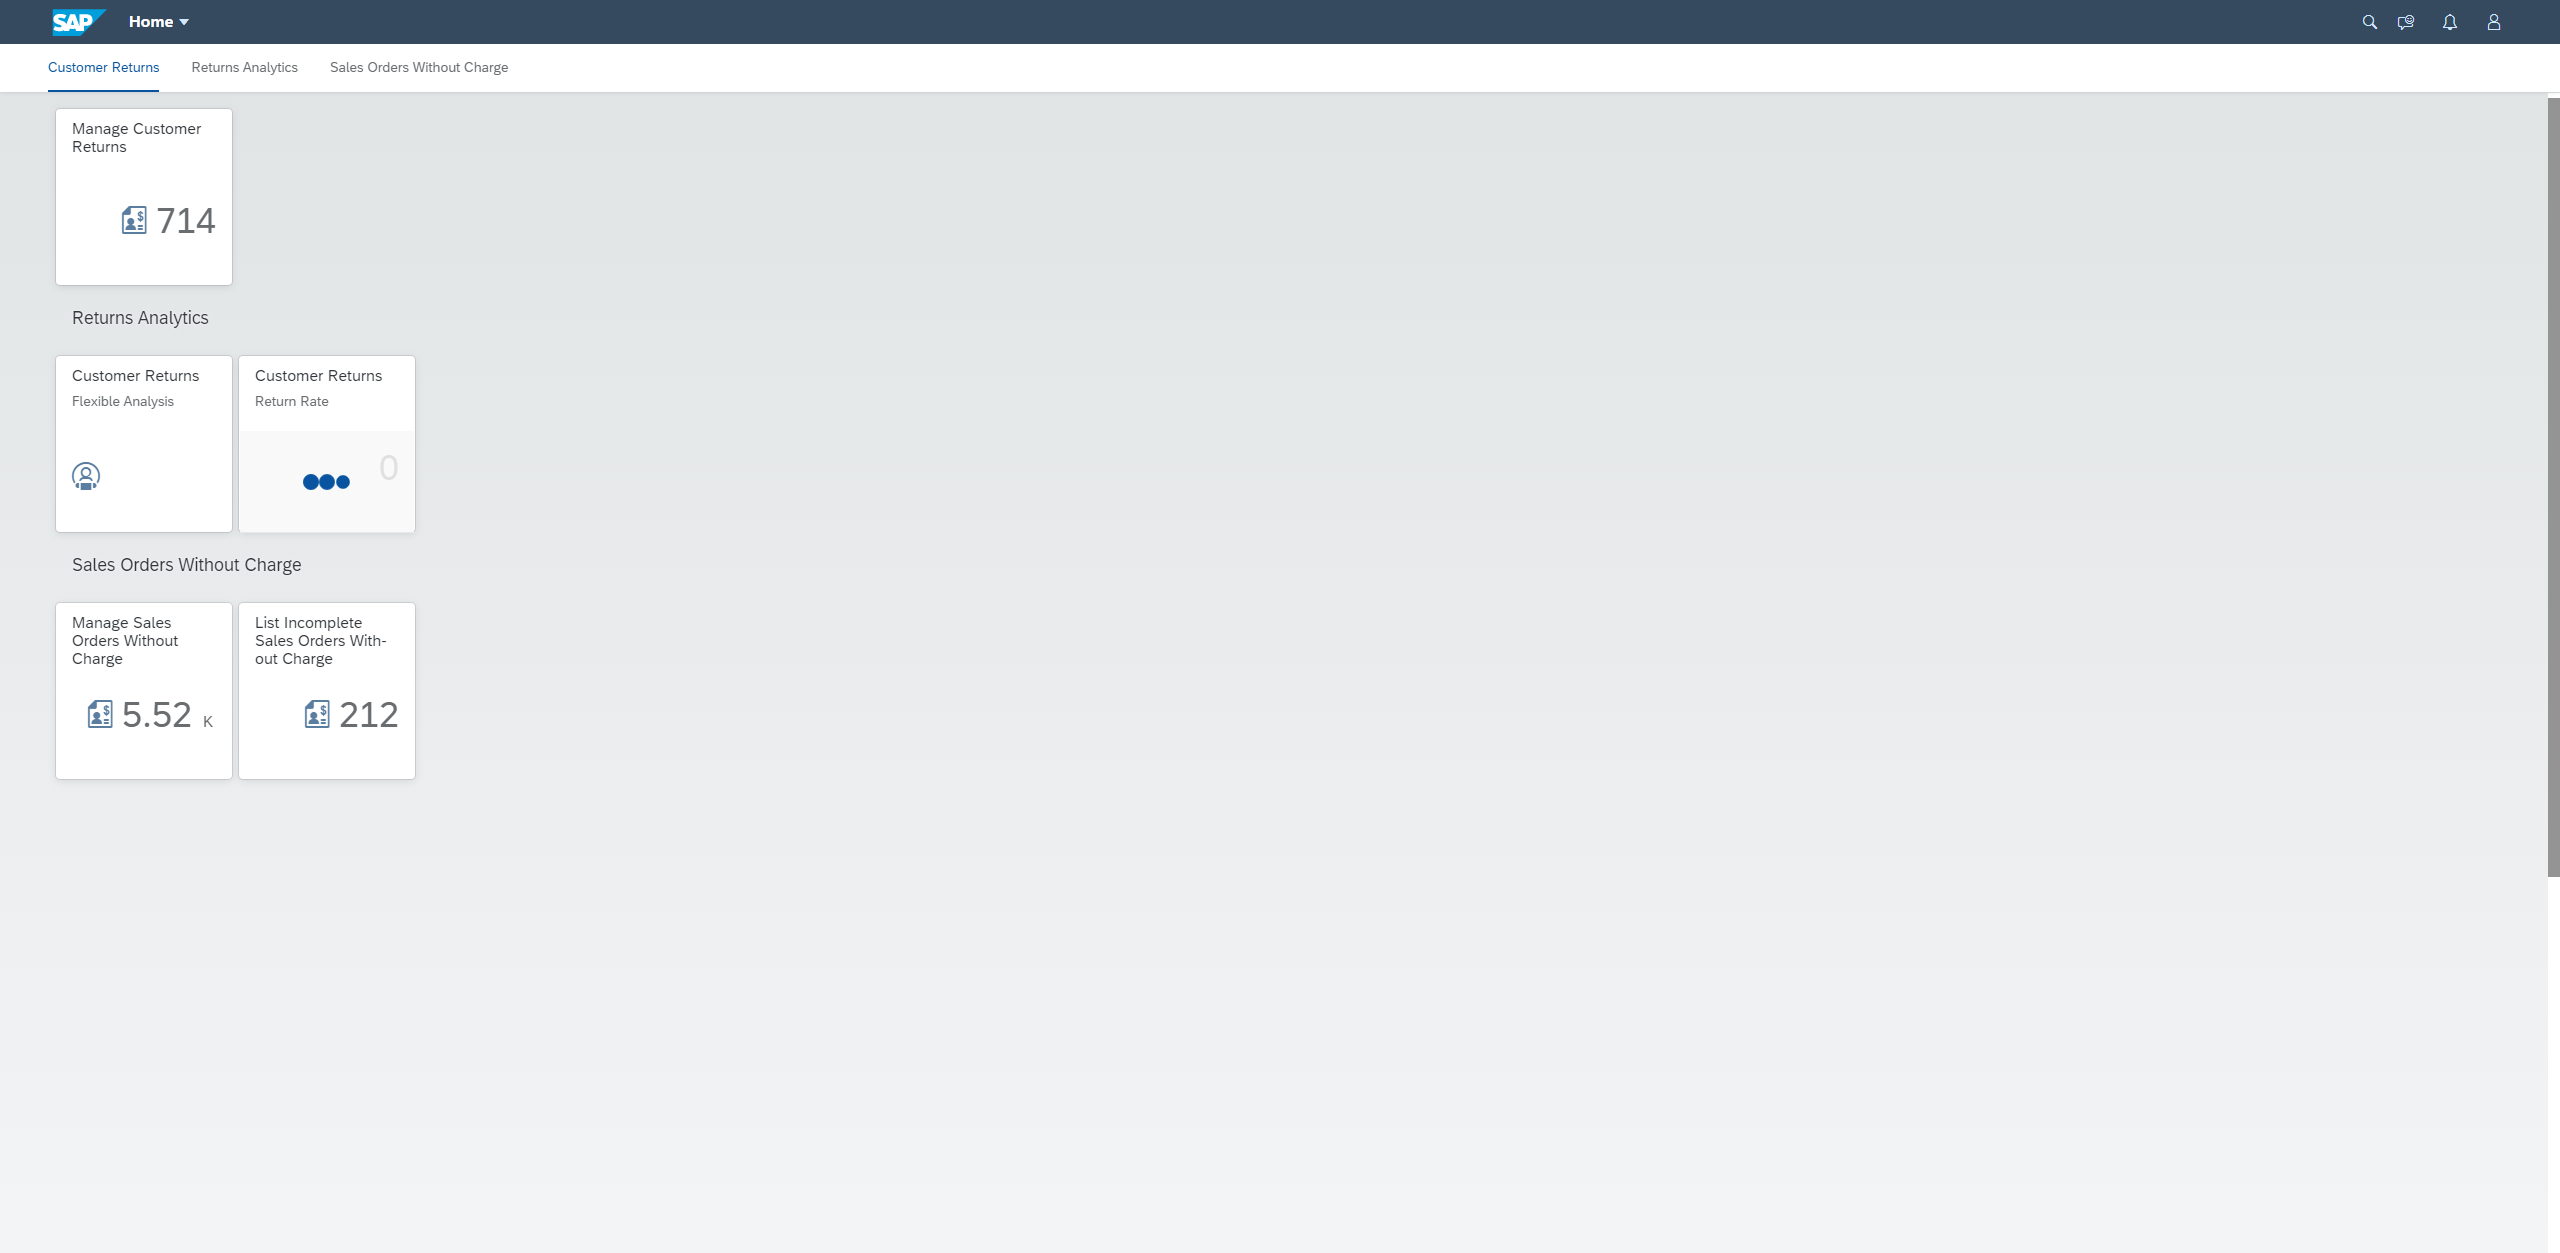 SAP Home
Customer Returns Returns Analytics Sales Orders Without Charge
Manage Customer
Returns
714
Returns Analytics
Customer Returns
Flexible Analysis
Customer Returns
Return Rate
0
Sales Orders Without Charge
Manage Sales
Orders Without
Charge
5.52 K
List Incomplete
Sales Orders With-
out Charge
212